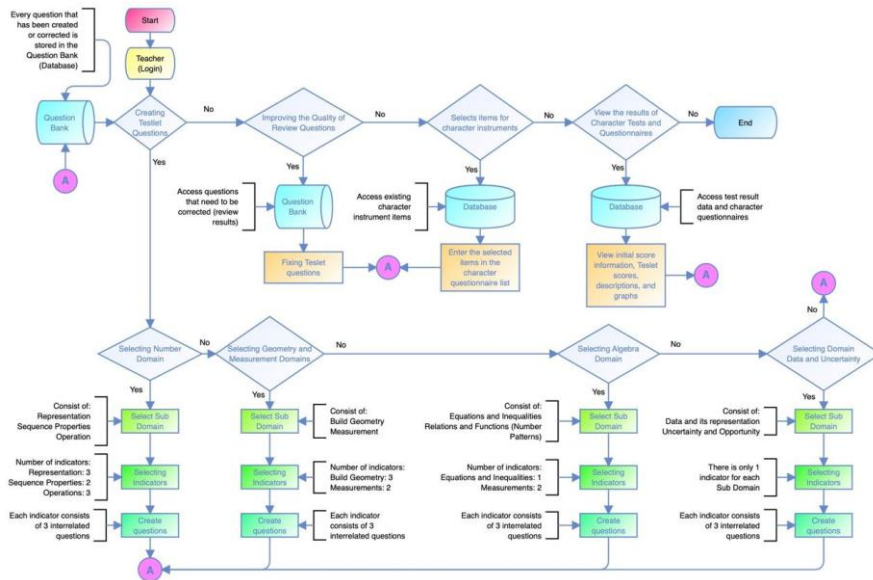 Every question that
has been created
or corrected is
stored in the
Question Bank
(Database)
Start
Teacher
(Login)
Question
Bank
Creating
Testlet
Questions
No
Improving the Quality of
Review Questions
No
Selects items for
character instruments
No
View the results of
Character Tests and
Questionnaires
No
End
A
Yes
Yes
Yes
Yes
Access questions
that need to be
corrected (review
results)
Question
Bank
Access existing
character
instrument items
Database
Database
Access test result
data and character
questionnaires
Fixing Teslet
questions
A
Enter the selected
items in the
character
questionnaire list
View initial score
information, Teslet
scores,
descriptions, and
graphs
A
A
No
Selecting Number
Domain
No
Selecting Geometry and
Measurement Domains
No
Selecting Algebra
Domain
No
Selecting Domain
Data and Uncertainty
Yes
Yes
Yes
Yes
Consist of:
Representation
Sequence Properties
Operation
Select Sub
Domain
Select Sub
Domain
Consist of:
Build Geometry
Measurement
Consist of:
Equations and Inequalities
Relations and Functions (Number
Patterns)
Select Sub
Domain
Consist of:
Data and its representation
Uncertainty and Opportunity
Select Sub
Domain
Number of indicators:
Representation: 3
Sequence Properties: 2
Operations: 3
Selecting
Indicators
Selecting
Indicators
Number of indicators:
Build Geometry: 3
Measurements: 2
Number of indicators:
Equations and Inequalities: 1
Measurements: 2
Selecting
Indicators
There is only 1
indicator for each
Sub Domain
Selecting
Indicators
Each indicator consists
of 3 interrelated
questions
Create
questions
Create
questions
Each indicator
consists of 3
interrelated questions
Each indicator consists
of 3 interrelated
questions
Create
questions
Each indicator consists
of 3 interrelated
questions
Create
questions
A